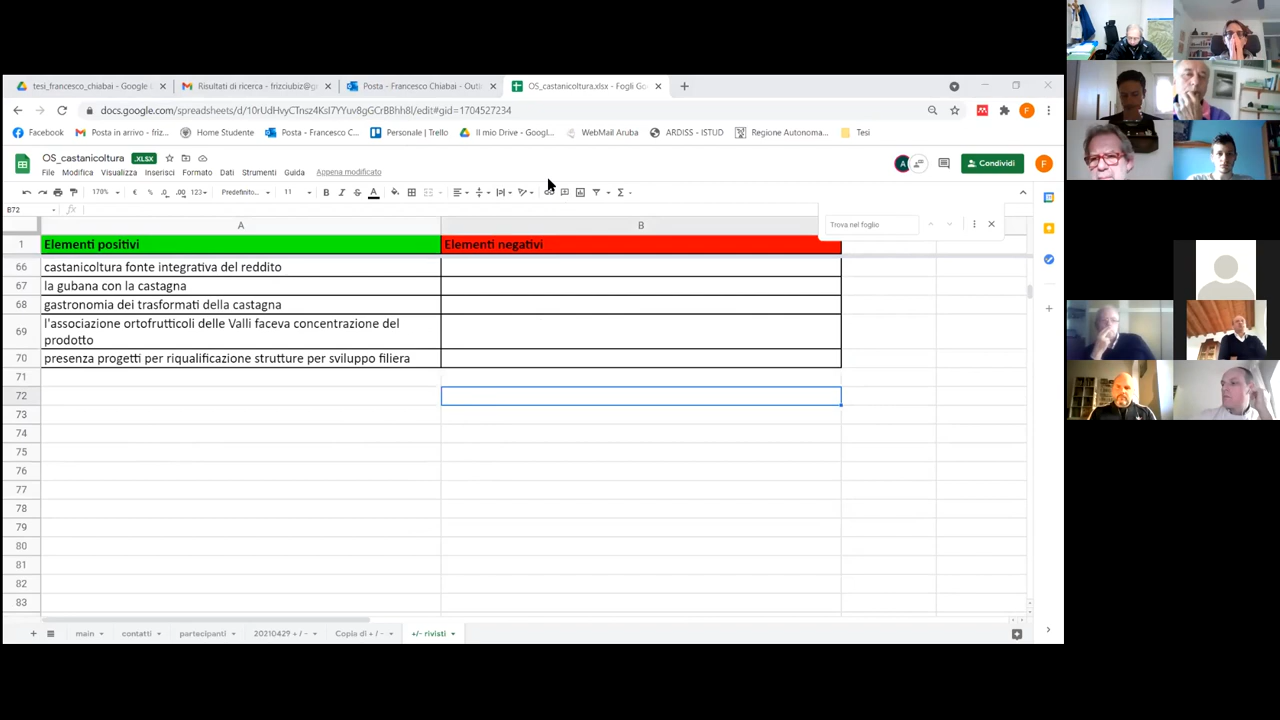 tesi_francesco_chiabai - Google
Risultati di ricerca - frizciubiz@g
Posta - Francesco Chiabai - Outl
OS_castanicoltura.xlsx - Fogli Go
docs.google.com/spreadsheets/d/10rUdHvyCTnsz4KsI7YYuv8gGCrBBhh8l/edit#gid=1704527234
F
Facebook
Posta in arrivo - friz...
Home Studente
Posta - Francesco C...
Personale | Trello
Il mio Drive - Googl...
WebMail Aruba
ARDISS - ISTUD
Regione Autonoma...
Tesi
OS_castanicoltura .XLSX
A
Condividi
F
File Modifica Visualizza Inserisci Formato Dati Strumenti Guida Appena modificato
170% € % .0 .00 123 Predefinito... 11 B I S A Σ
B72 fx
Trova nel foglio
A B
1 Elementi positivi Elementi negativi
66 castanicoltura fonte integrativa del reddito
67 la gubana con la castagna
68 gastronomia dei trasformati della castagna
69 l'associazione ortofrutticoli delle Valli faceva concentrazione del
prodotto
70 presenza progetti per riqualificazione strutture per sviluppo filiera
71
72
73
74
75
76
77
78
79
80
81
82
83
main contatti partecipanti 20210429 + / - Copia di + / - +/- rivisti